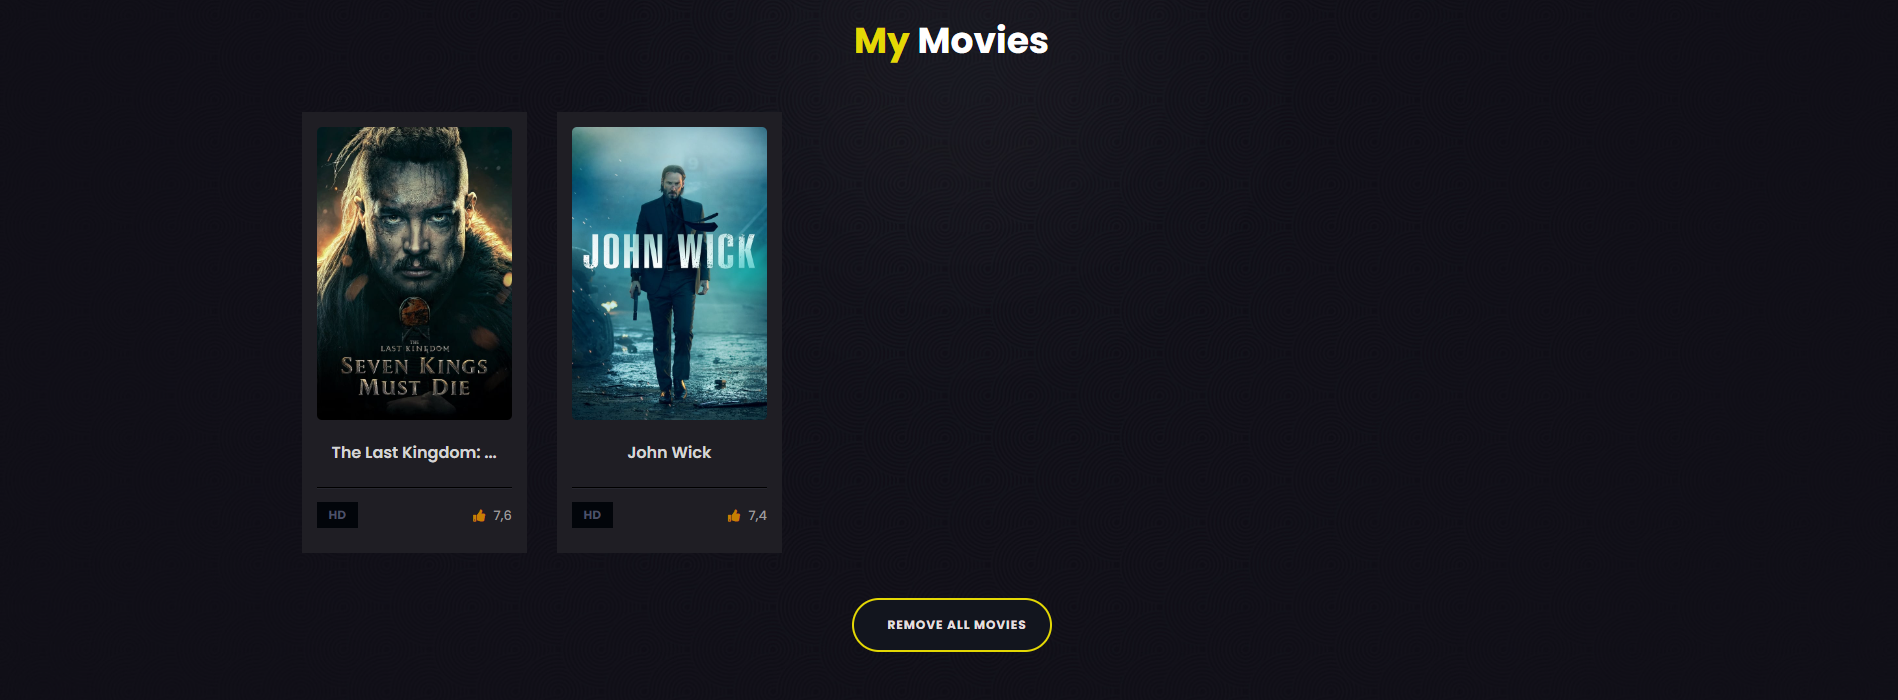 My Movies
THE
LAST KINGDOM
SEVEN KINGS
MUST DIE
JOHN WICK
The Last Kingdom: ...
John Wick
HD 7,6
HD 7,4
REMOVE ALL MOVIES